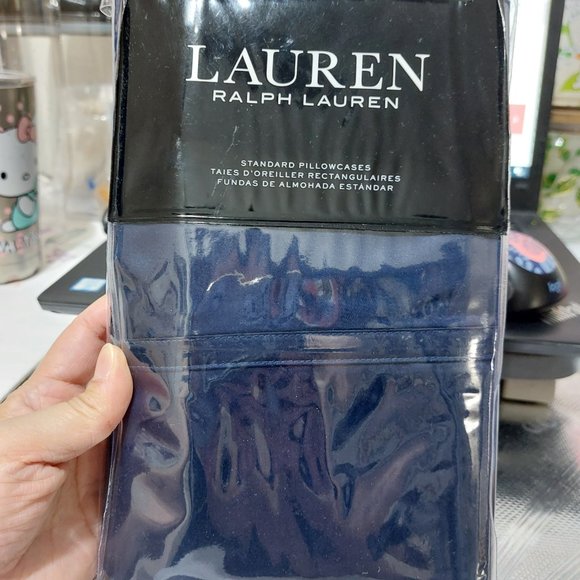 LAUREN
RALPH LAUREN
STANDARD PILLOWCASES
TAIES D'OREILLER RECTANGULAIRES
FUNDAS DE ALMOHADA ESTÁNDAR